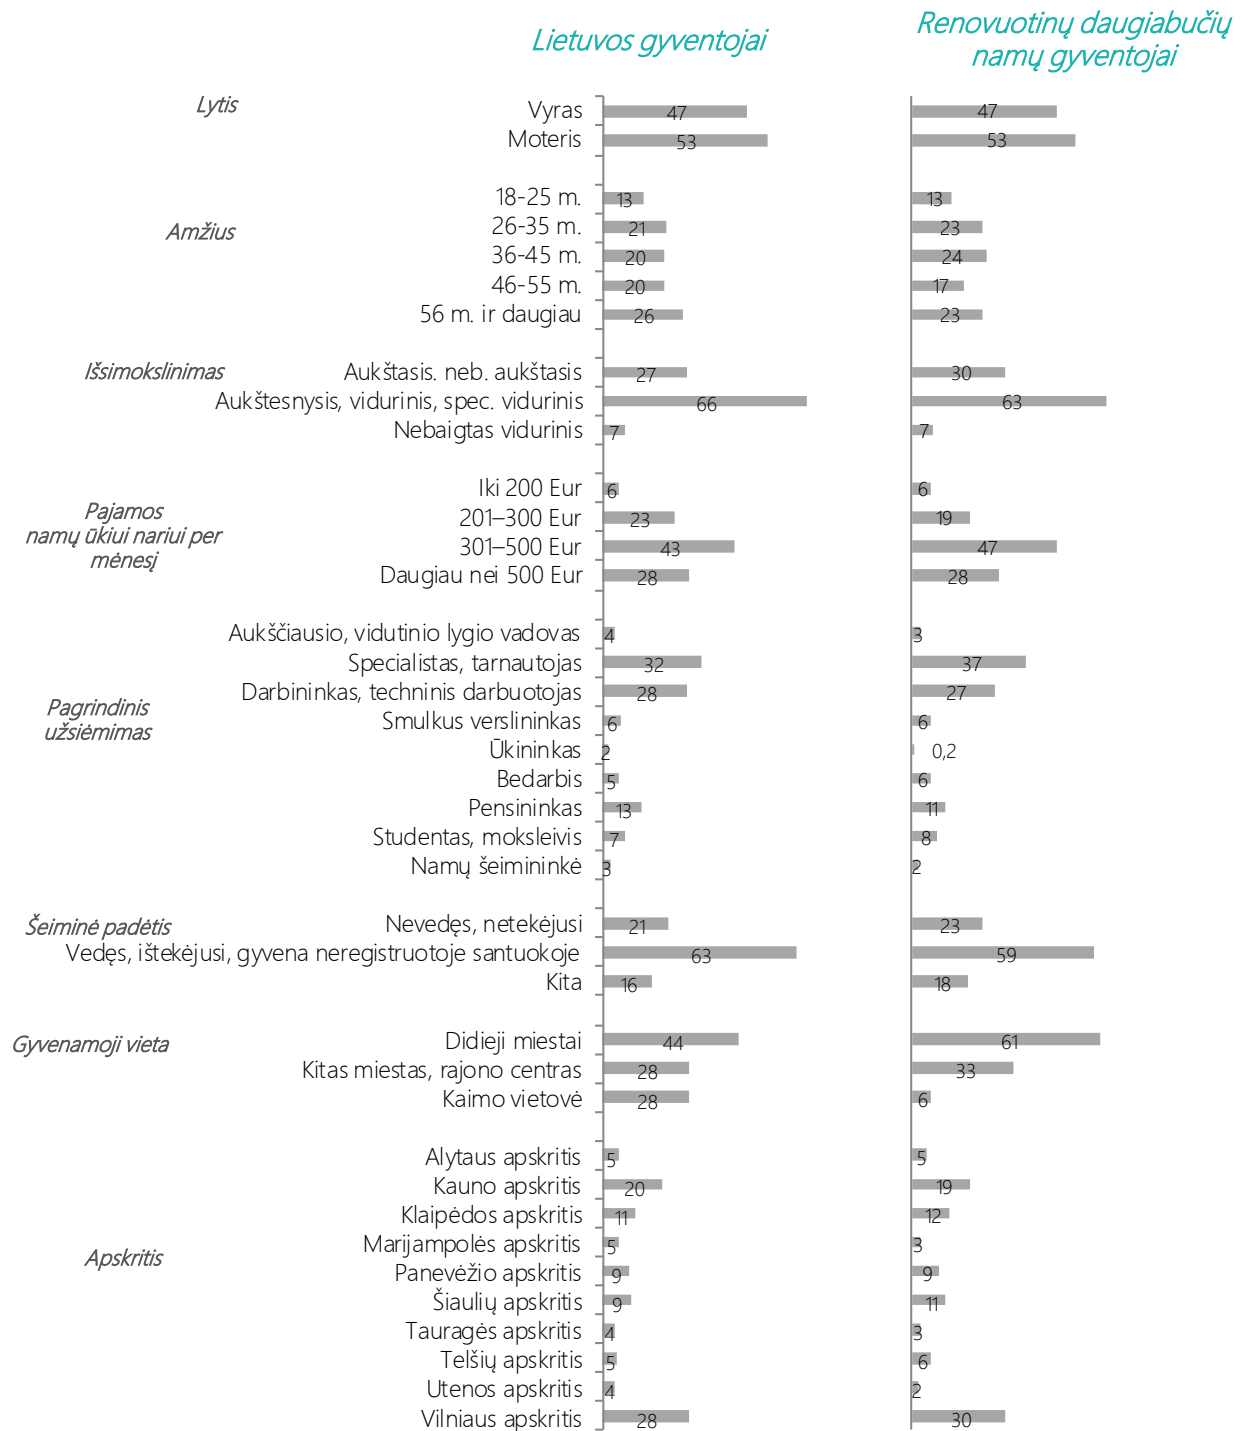 Lietuvos gyventojai
Renovuotinų daugiabučių
namų gyventojai
Lytis
Vyras 47 47
Moteris 53 53
Amžius
18-25 m. 13 13
26-35 m. 21 23
36-45 m. 20 24
46-55 m. 20 17
56 m. ir daugiau 26 23
Išsimokslinimas
Aukštasis. neb. aukštasis 27 30
Aukštesnysis, vidurinis, spec. vidurinis 66 63
Nebaigtas vidurinis 7 7
Pajamos
namų ūkiui nariui per
mėnesį
Iki 200 Eur 6 6
201–300 Eur 23 19
301–500 Eur 43 47
Daugiau nei 500 Eur 28 28
Pagrindinis
užsiėmimas
Aukščiausio, vidutinio lygio vadovas 4 3
Specialistas, tarnautojas 32 37
Darbininkas, techninis darbuotojas 28 27
Smulkus verslininkas 6 6
Ūkininkas 2 0,2
Bedarbis 5 6
Pensininkas 13 11
Studentas, moksleivis 7 8
Namų šeimininkė 3 2
Šeiminė padėtis
Nevedęs, netekėjusi 21 23
Vedęs, ištekėjusi, gyvena neregistruotoje santuokoje 63 59
Kita 16 18
Gyvenamoji vieta
Didieji miestai 44 61
Kitas miestas, rajono centras 28 33
Kaimo vietovė 28 6
Apskritis
Alytaus apskritis 5 5
Kauno apskritis 20 19
Klaipėdos apskritis 11 12
Marijampolės apskritis 5 3
Panevėžio apskritis 9 9
Šiaulių apskritis 9 11
Tauragės apskritis 4 3
Telšių apskritis 5 6
Utenos apskritis 4 2
Vilniaus apskritis 28 30